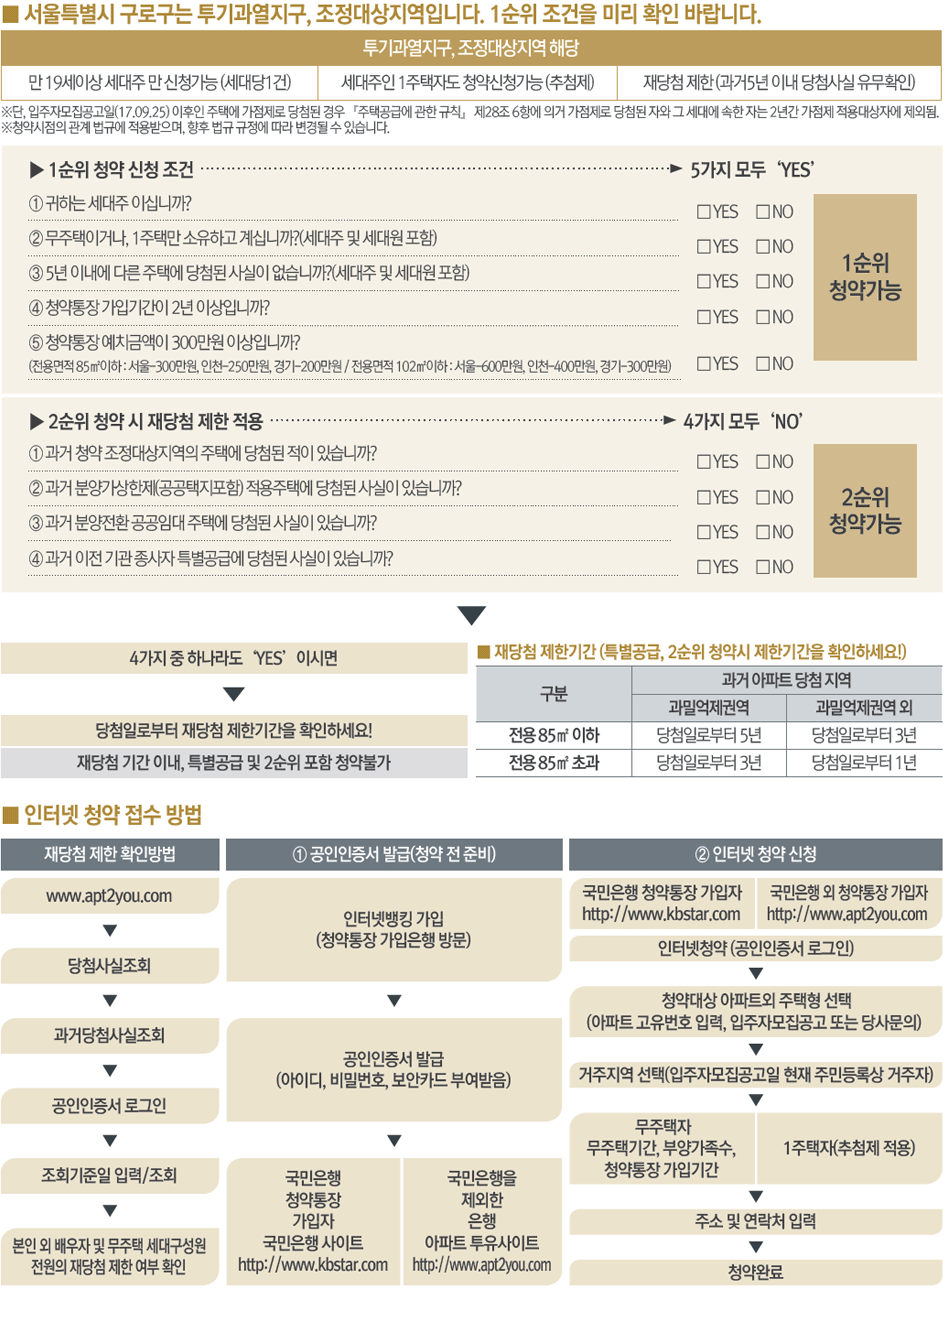 ■ 서울특별시 구로구는 투기과열지구, 조정대상지역입니다. 1순위 조건을 미리 확인 바랍니다.
투기과열지구, 조정대상지역 해당
만 19세이상 세대주 만 신청가능 (세대당1건)
세대주인 1주택자도 청약신청가능 (추첨제)
재당첨 제한 (과거5년 이내 당첨사실 유무확인)
※단, 입주자모집공고일(17.09.25) 이후인 주택에 가점제로 당첨된 경우 「주택공급에 관한 규칙」 제28조 6항에 의거 가점제로 당첨된 자와 그 세대에 속한 자는 2년간 가점제 적용대상자에 제외됨.
※청약시점의 관계 법규에 적용받으며, 향후 법규 규정에 따라 변경될 수 있습니다.
▶ 1순위 청약 신청 조건
5가지 모두 ‘YES’
① 귀하는 세대주 이십니까?
□YES □NO
② 무주택이거나, 1주택만 소유하고 계십니까?(세대주 및 세대원 포함)
□YES □NO
③ 5년 이내에 다른 주택에 당첨된 사실이 없습니까?(세대주 및 세대원 포함)
□YES □NO
④ 청약통장 가입기간이 2년 이상입니까?
□YES □NO
⑤ 청약통장 예치금액이 300만원 이상입니까?
(전용면적 85㎡이하 : 서울-300만원, 인천-250만원, 경기-200만원 / 전용면적 102㎡이하 : 서울-600만원, 인천-400만원, 경기-300만원)
□YES □NO
1순위
청약가능
▶ 2순위 청약 시 재당첨 제한 적용
4가지 모두 ‘NO’
① 과거 청약 조정대상지역의 주택에 당첨된 적이 있습니까?
□YES □NO
② 과거 분양가상한제(공공택지포함) 적용주택에 당첨된 사실이 있습니까?
□YES □NO
③ 과거 분양전환 공공임대 주택에 당첨된 사실이 있습니까?
□YES □NO
④ 과거 이전 기관 종사자 특별공급에 당첨된 사실이 있습니까?
□YES □NO
2순위
청약가능
4가지 중 하나라도 ‘YES’ 이시면
당첨일로부터 재당첨 제한기간을 확인하세요!
재당첨 기간 이내, 특별공급 및 2순위 포함 청약불가
■ 재당첨 제한기간 (특별공급, 2순위 청약시 제한기간을 확인하세요!)
구분
과거 아파트 당첨 지역
과밀억제권역
과밀억제권역 외
전용 85㎡ 이하
당첨일로부터 5년
당첨일로부터 3년
전용 85㎡ 초과
당첨일로부터 3년
당첨일로부터 1년
■ 인터넷 청약 접수 방법
재당첨 제한 확인방법
www.apt2you.com
당첨사실조회
과거당첨사실조회
공인인증서 로그인
조회기준일 입력/조회
본인 외 배우자 및 무주택 세대구성원
전원의 재당첨 제한 여부 확인
① 공인인증서 발급(청약 전 준비)
인터넷뱅킹 가입
(청약통장 가입은행 방문)
공인인증서 발급
(아이디, 비밀번호, 보안카드 부여받음)
국민은행
청약통장
가입자
국민은행 사이트
http://www.kbstar.com
국민은행을
제외한
은행
아파트 투유사이트
http://www.apt2you.com
② 인터넷 청약 신청
국민은행 청약통장 가입자
http://www.kbstar.com
국민은행 외 청약통장 가입자
http://www.apt2you.com
인터넷청약 (공인인증서 로그인)
청약대상 아파트외 주택형 선택
(아파트 고유번호 입력, 입주자모집공고 또는 당사문의)
거주지역 선택(입주자모집공고일 현재 주민등록상 거주자)
무주택자
무주택기간, 부양가족수,
청약통장 가입기간
1주택자(추첨제 적용)
주소 및 연락처 입력
청약완료